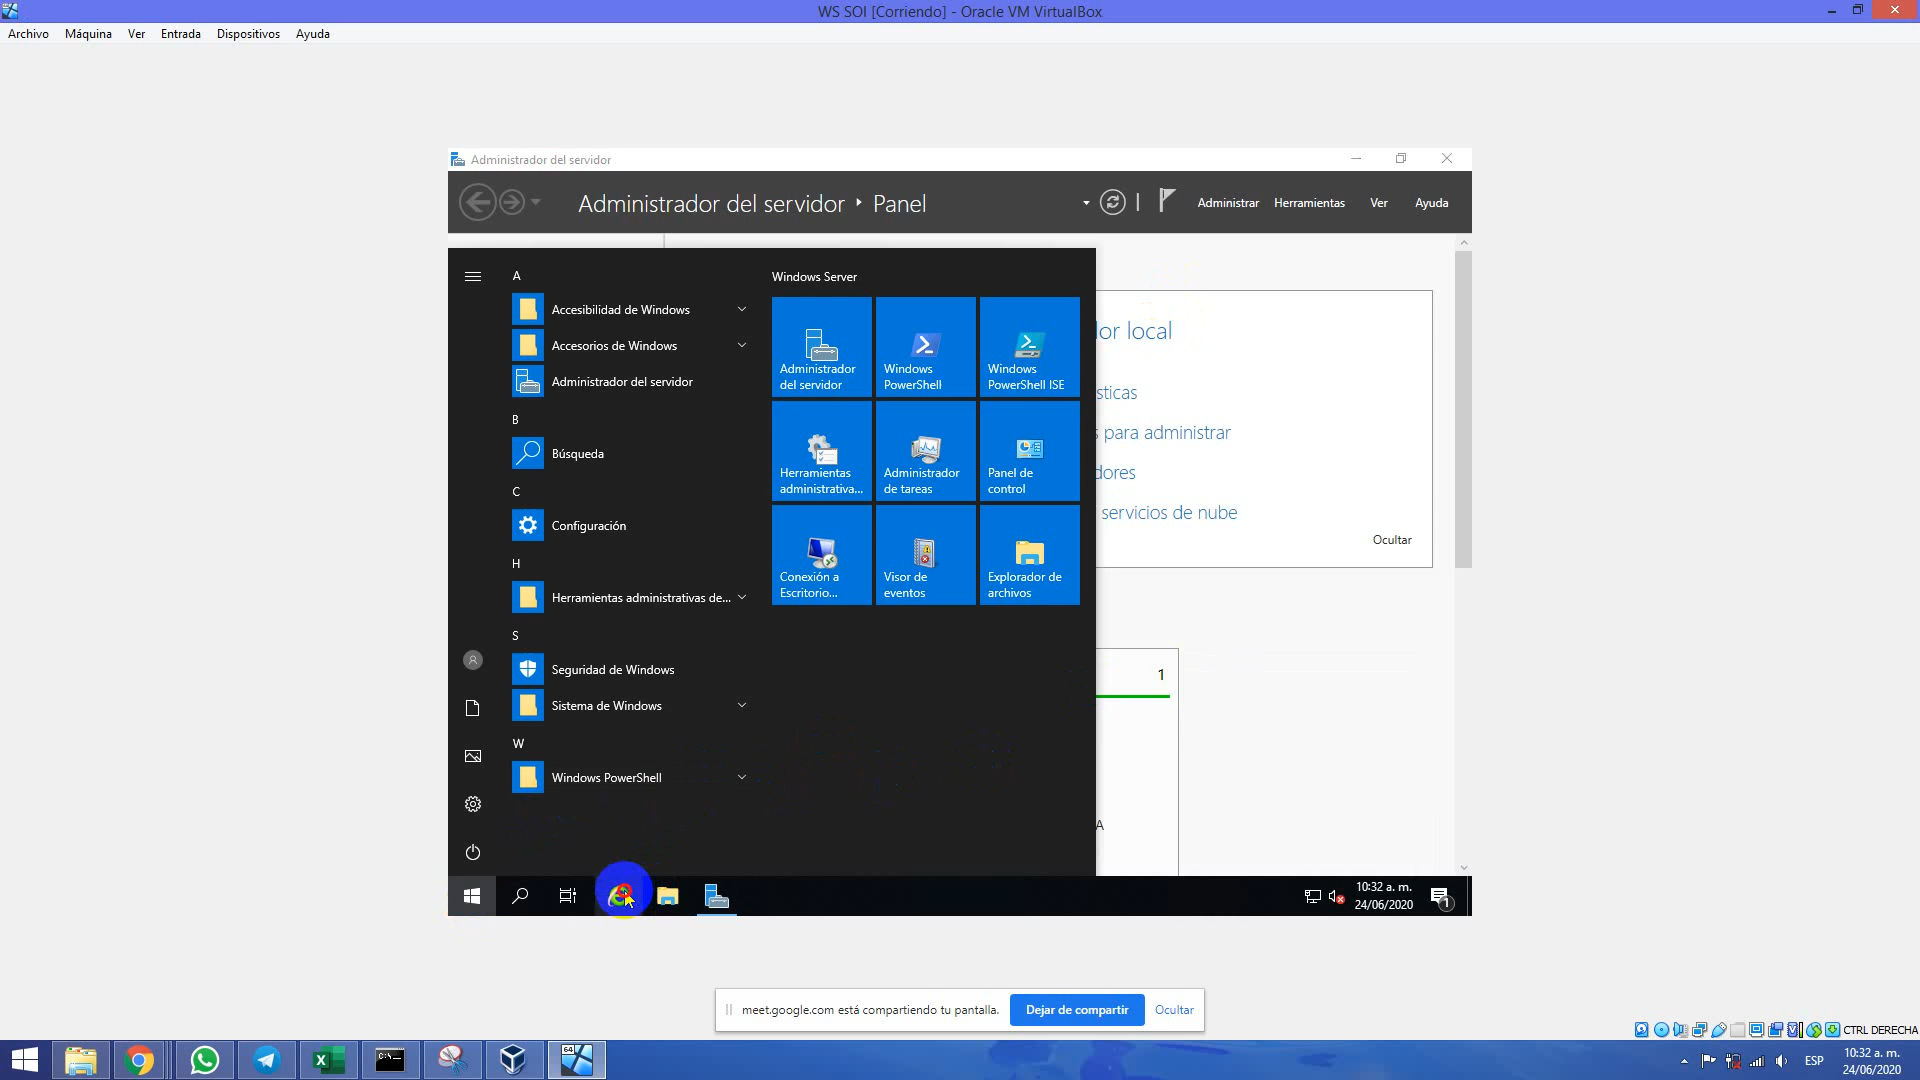 WS SOI [Corriendo] - Oracle VM VirtualBox
Archivo Máquina Ver Entrada Dispositivos Ayuda
Administrador del servidor
Administrador del servidor Panel
Administrar Herramientas Ver Ayuda
A
Accesibilidad de Windows
Accesorios de Windows
Administrador del servidor
B
Búsqueda
C
Configuración
H
Herramientas administrativas de...
S
Seguridad de Windows
Sistema de Windows
W
Windows PowerShell
Windows Server
Administrador
del servidor
Windows
PowerShell
Windows
PowerShell ISE
Herramientas
administrativa...
Administrador
de tareas
Panel de
control
Conexión a
Escritorio...
Visor de
eventos
Explorador de
archivos
lor local
sticas
s para administrar
dores
servicios de nube
Ocultar
1
A
10:32 a. m.
24/06/2020
1
meet.google.com está compartiendo tu pantalla.
Dejar de compartir
Ocultar
CTRL DERECHA
64
ESP
10:32 a. m.
24/06/2020